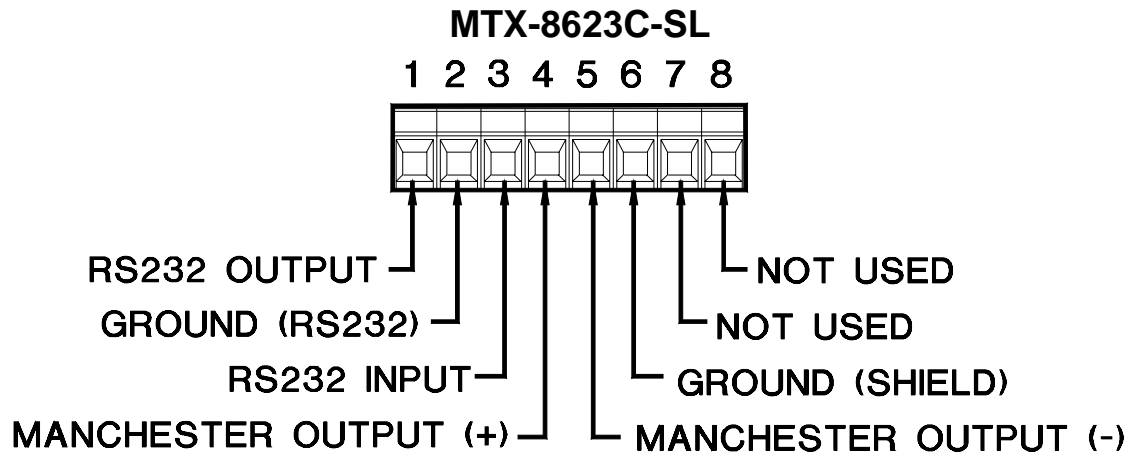 MTX-8623C-SL
1 2 3 4 5 6 7 8
RS232 OUTPUT
NOT USED
GROUND (RS232)
NOT USED
RS232 INPUT
GROUND (SHIELD)
MANCHESTER OUTPUT (+)
MANCHESTER OUTPUT (-)